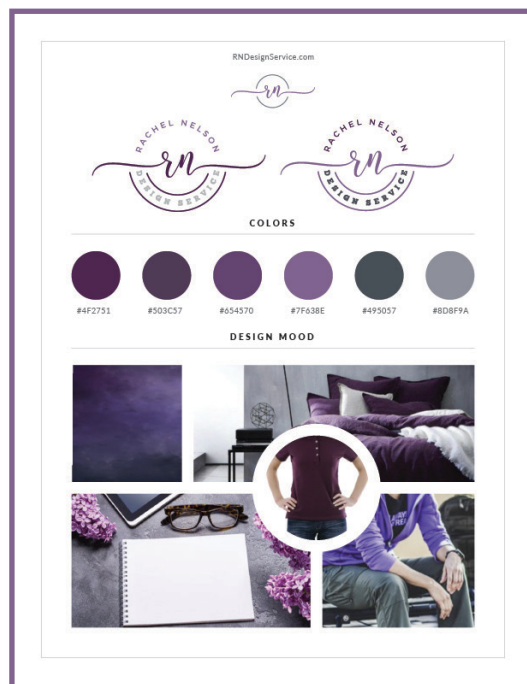 RNDesignService.com
rn
RACHEL NELSON
rn
DESIGN SERVICE
RACHEL NELSON
rn
DESIGN SERVICE
COLORS
#4F2751
#503C57
#654570
#7F638E
#495057
#8D8F9A
DESIGN MOOD